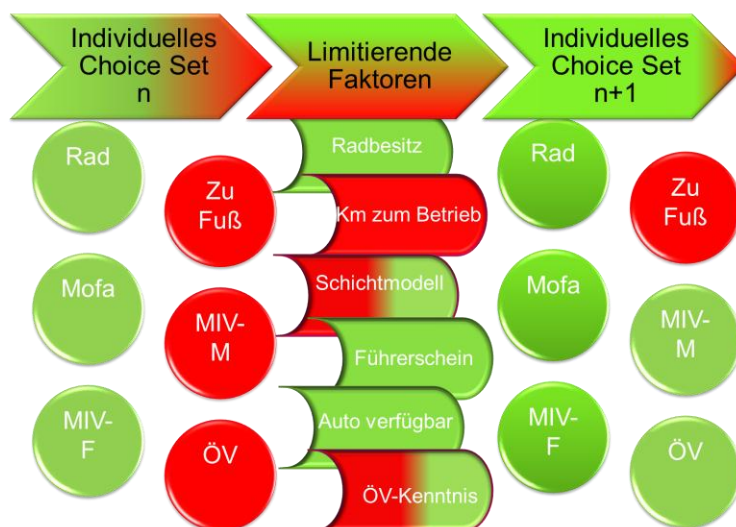 Individuelles
Choice Set
n
Limitierende
Faktoren
Individuelles
Choice Set
n+1
Rad
Zu
Fuß
Mofa
MIV-
M
MIV-
F
ÖV
Radbesitz
Km zum Betrieb
Schichtmodell
Führerschein
Auto verfügbar
ÖV-Kenntnis
Rad
Zu
Fuß
Mofa
MIV-
M
MIV-
F
ÖV